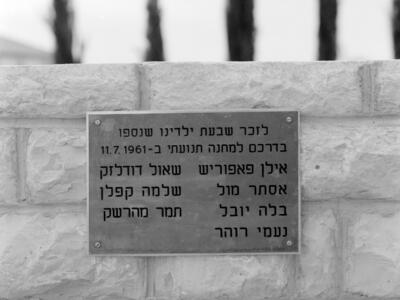 לזכר שבעת ילדינו שנספו
בדרכם למחנה תנועתי ב-11.7.1961
אילן פאפוריש שאול דודלזק
אסתר מול שלמה קפלן
בלה יובל תמר מהרשק
נעמי רוהר